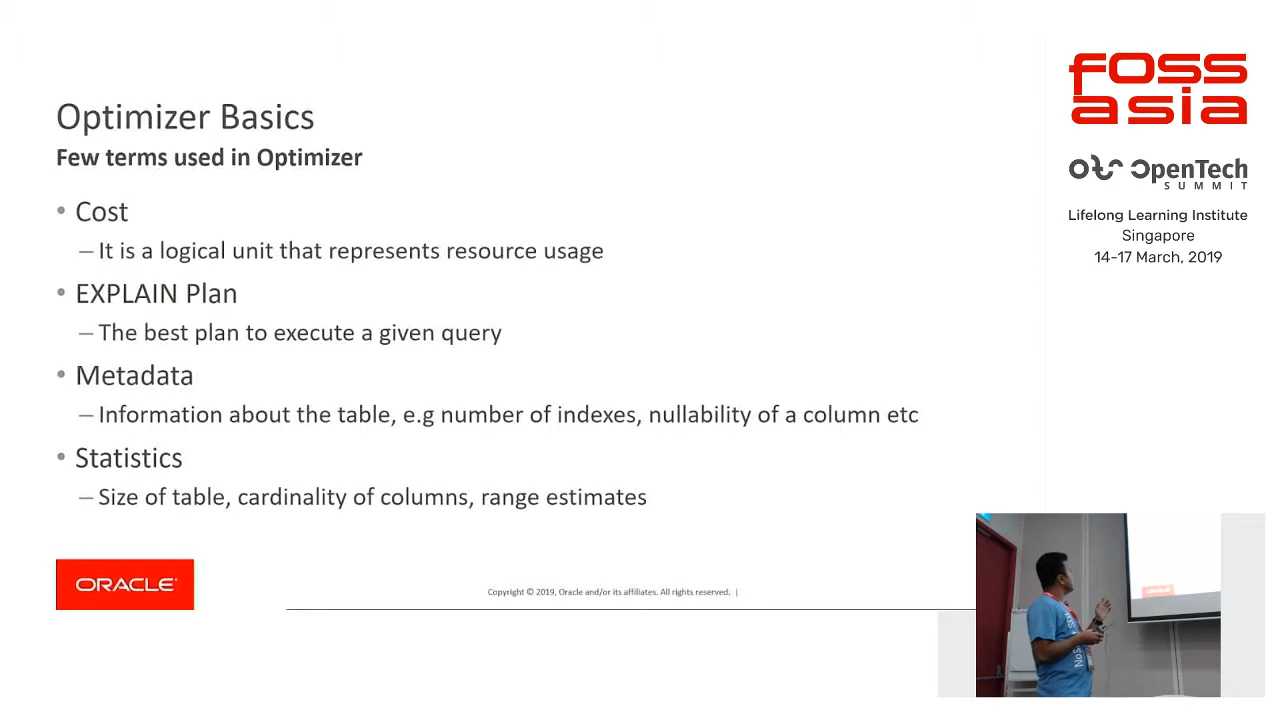 Optimizer Basics
Few terms used in Optimizer
• Cost
– It is a logical unit that represents resource usage
• EXPLAIN Plan
– The best plan to execute a given query
• Metadata
– Information about the table, e.g number of indexes, nullability of a column etc
• Statistics
– Size of table, cardinality of columns, range estimates
ORACLE
Copyright © 2019, Oracle and/or its affiliates. All rights reserved. |
FOSS
asia
OTS OpenTech
SUMMIT
Lifelong Learning Institute
Singapore
14-17 March, 2019